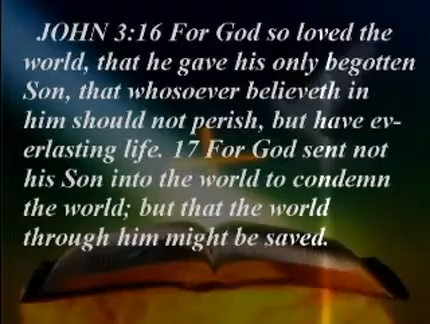 JOHN 3:16 For God so loved the
world, that he gave his only begotten
Son, that whosoever believeth in
him should not perish, but have ev-
erlasting life. 17 For God sent not
his Son into the world to condemn
the world; but that the world
through him might be saved.